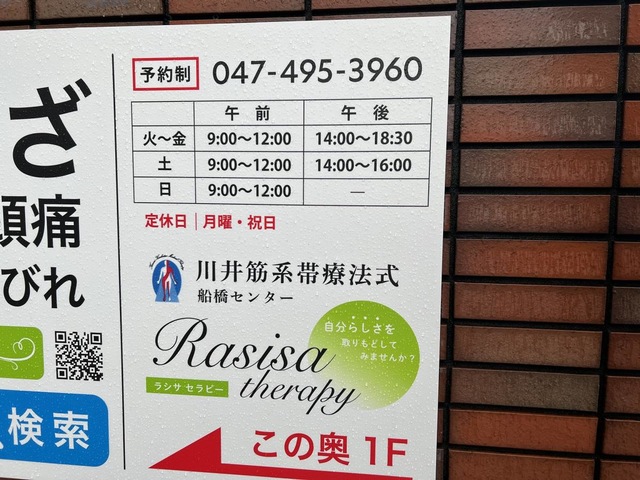 ざ
頭痛
びれ
検索
予約制 047-495-3960
午前 午後
火～金 9:00～12:00 14:00～18:30
土 9:00～12:00 14:00～16:00
日 9:00～12:00 —
定休日｜月曜・祝日
川井筋系帯療法式
船橋センター
自分らしさを
取りもどして
みませんか？
Rasisa
ラシサ セラピー therapy
この奥 1F